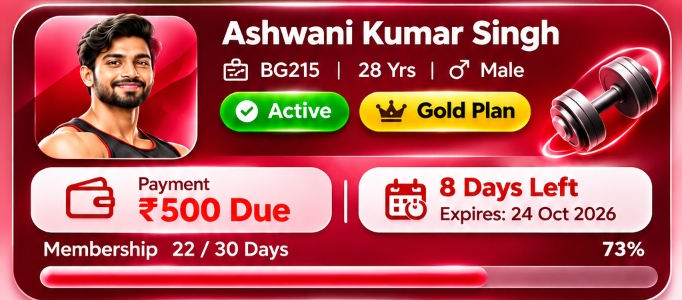 Ashwani Kumar Singh
BG215 | 28 Yrs | Male
Active Gold Plan
Payment
₹500 Due
8 Days Left
Expires: 24 Oct 2026
Membership 22 / 30 Days 73%